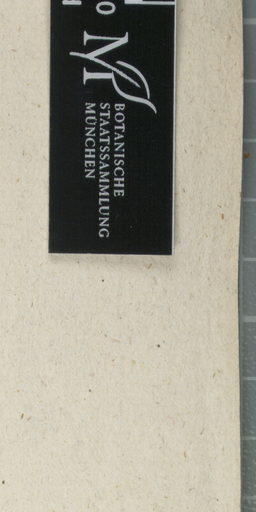 M
BOTANISCHE
STAATSSAMMLUNG
MÜNCHEN